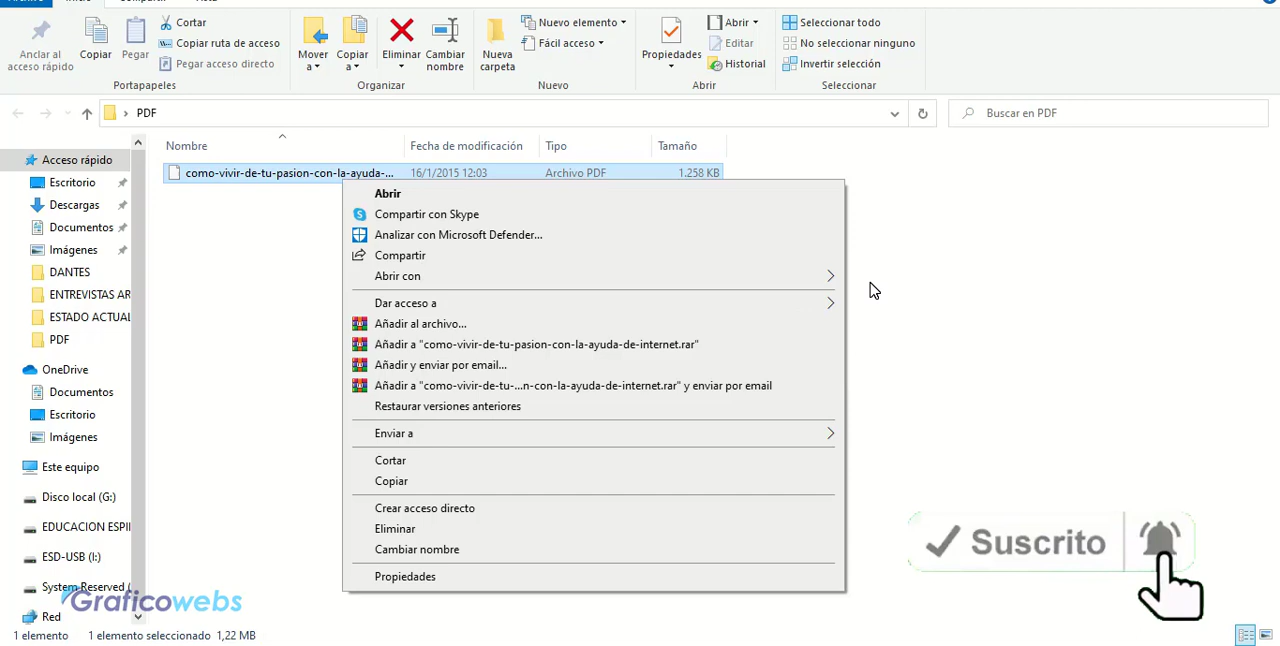 Archivo Inicio Compartir Vista
Anclar al acceso rápido
Copiar
Pegar
Cortar
Copiar ruta de acceso
Pegar acceso directo
Portapapeles
Mover a
Copiar a
Eliminar
Cambiar nombre
Organizar
Nueva carpeta
Nuevo elemento
Fácil acceso
Nuevo
Propiedades
Abrir
Editar
Historial
Abrir
Seleccionar todo
No seleccionar ninguno
Invertir selección
Seleccionar
PDF
Buscar en PDF
Nombre Fecha de modificación Tipo Tamaño
como-vivir-de-tu-pasion-con-la-ayuda-... 16/1/2015 12:03 Archivo PDF 1.258 KB
Acceso rápido
Escritorio
Descargas
Documentos
Imágenes
DANTES
ENTREVISTAS AR
ESTADO ACTUAL
PDF
OneDrive
Documentos
Escritorio
Imágenes
Este equipo
Disco local (G:)
EDUCACION ESPI
ESD-USB (I:)
System Reserved (
Red
Abrir
Compartir con Skype
Analizar con Microsoft Defender...
Compartir
Abrir con
Dar acceso a
Añadir al archivo...
Añadir a "como-vivir-de-tu-pasion-con-la-ayuda-de-internet.rar"
Añadir y enviar por email...
Añadir a "como-vivir-de-tu-...n-con-la-ayuda-de-internet.rar" y enviar por email
Restaurar versiones anteriores
Enviar a
Cortar
Copiar
Crear acceso directo
Eliminar
Cambiar nombre
Propiedades
Suscrito
Graficowebs
1 elemento 1 elemento seleccionado 1,22 MB